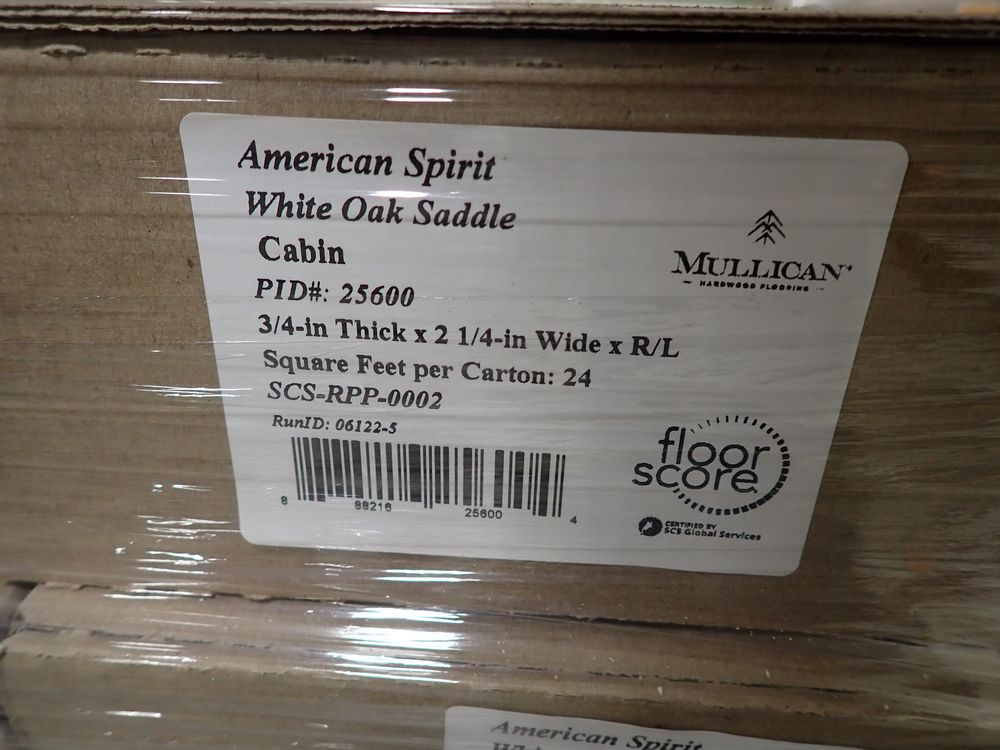 American Spirit
White Oak Saddle
Cabin
PID#: 25600
3/4-in Thick x 2 1/4-in Wide x R/L
Square Feet per Carton: 24
SCS-RPP-0002
RunID: 06122-5
8 88216 25600 4
MULLICAN
HARDWOOD FLOORING
floor
score
CERTIFIED BY
SCS Global Services
American Spirit